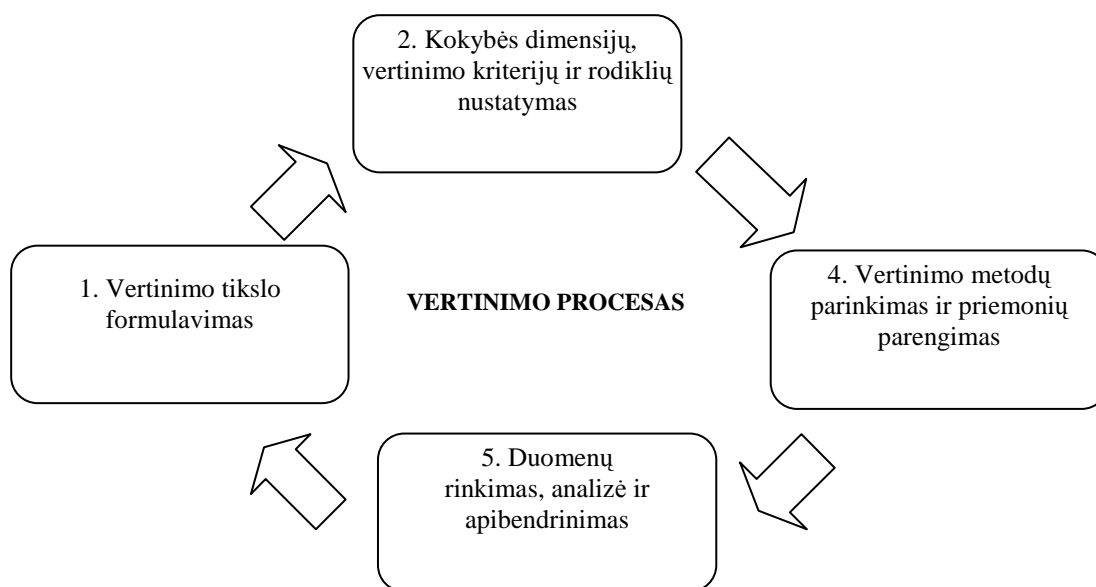 2. Kokybės dimensijų,
vertinimo kriterijų ir rodiklių
nustatymas
1. Vertinimo tikslo
formulavimas
VERTINIMO PROCESAS
4. Vertinimo metodų
parinkimas ir priemonių
parengimas
5. Duomenų
rinkimas, analizė ir
apibendrinimas